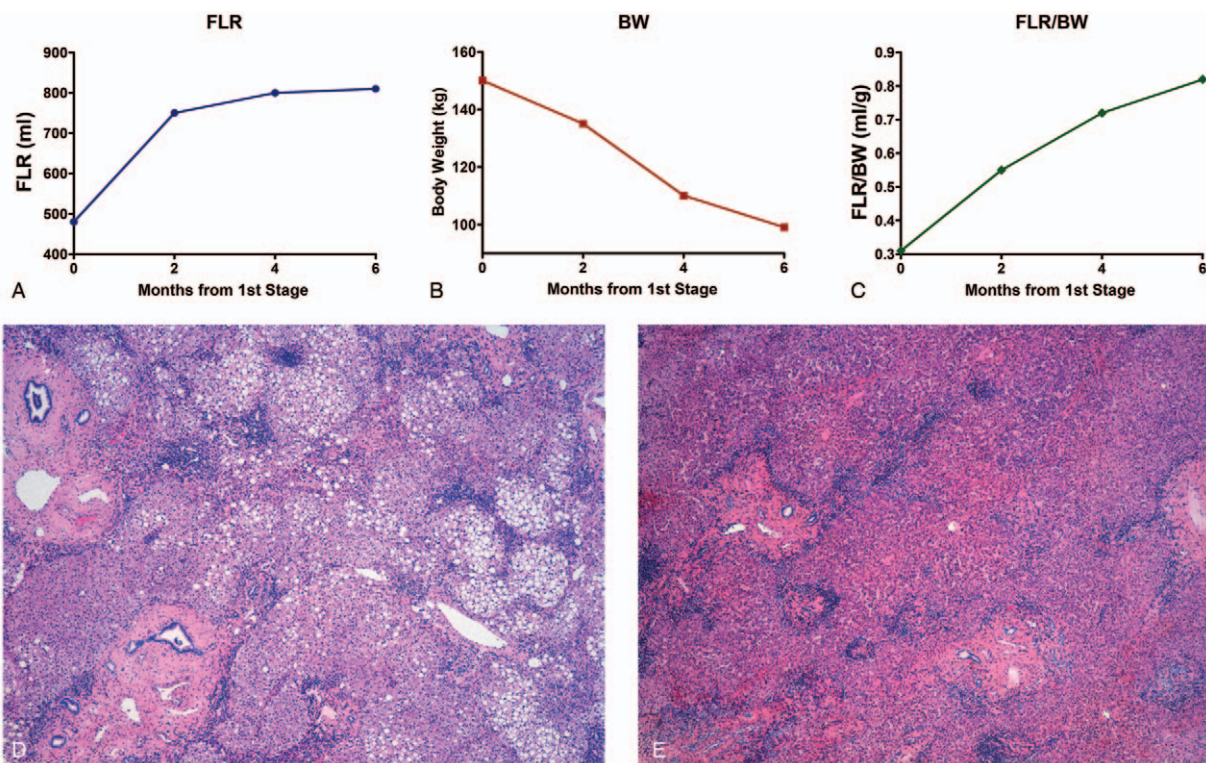 FLR
FLR (ml)
900
800
700
600
500
400
0 2 4 6
Months from 1st Stage
A
BW
Body Weight (kg)
160
140
120
100
0 2 4 6
Months from 1st Stage
B
FLR/BW
FLR/BW (ml/g)
0.9
0.8
0.7
0.6
0.5
0.4
0.3
0 2 4 6
Months from 1st Stage
C
D
E